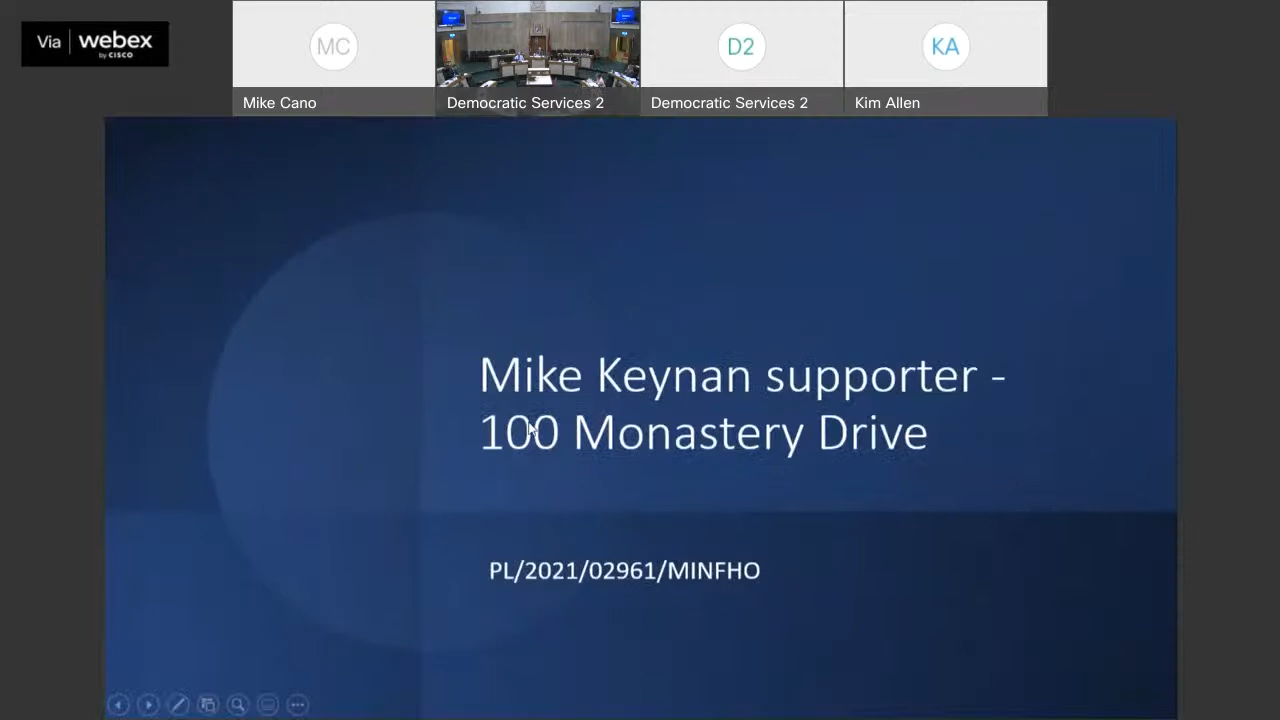 Via webex
by CISCO
MC
D2
KA
Mike Cano
Democratic Services 2
Democratic Services 2
Kim Allen
Mike Keynan supporter -
100 Monastery Drive
PL/2021/02961/MINFHO